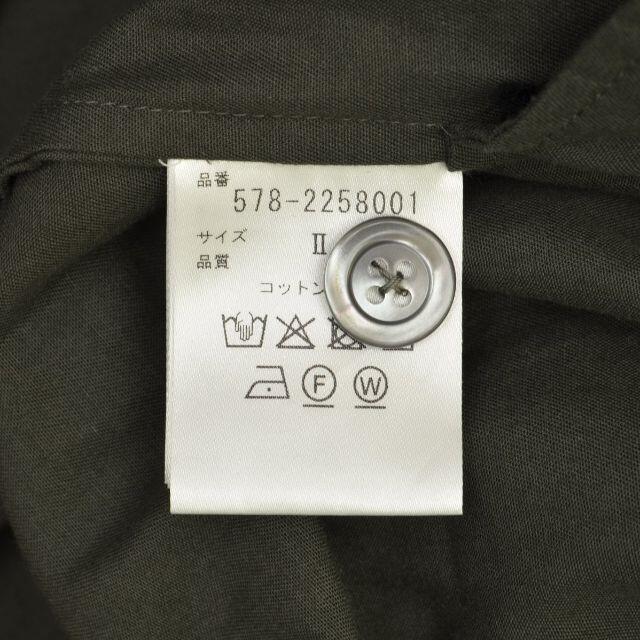 品番
578-2258001
サイズ II
品質
コットン
F W